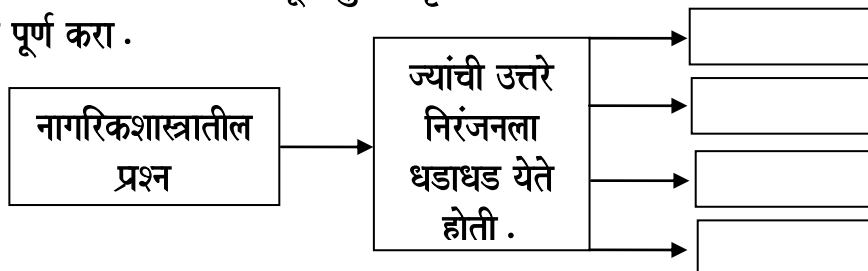 पूर्ण करा .
नागरिकशास्त्रातील
प्रश्न
ज्यांची उत्तरे
निरंजनला
धडाधड येते
होती .